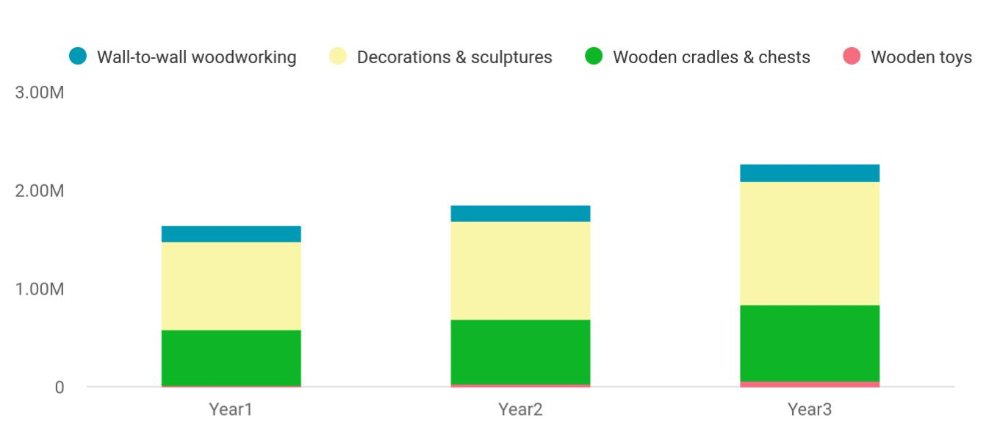 Wall-to-wall woodworking Decorations & sculptures Wooden cradles & chests Wooden toys
3.00M
2.00M
1.00M
0
Year1 Year2 Year3